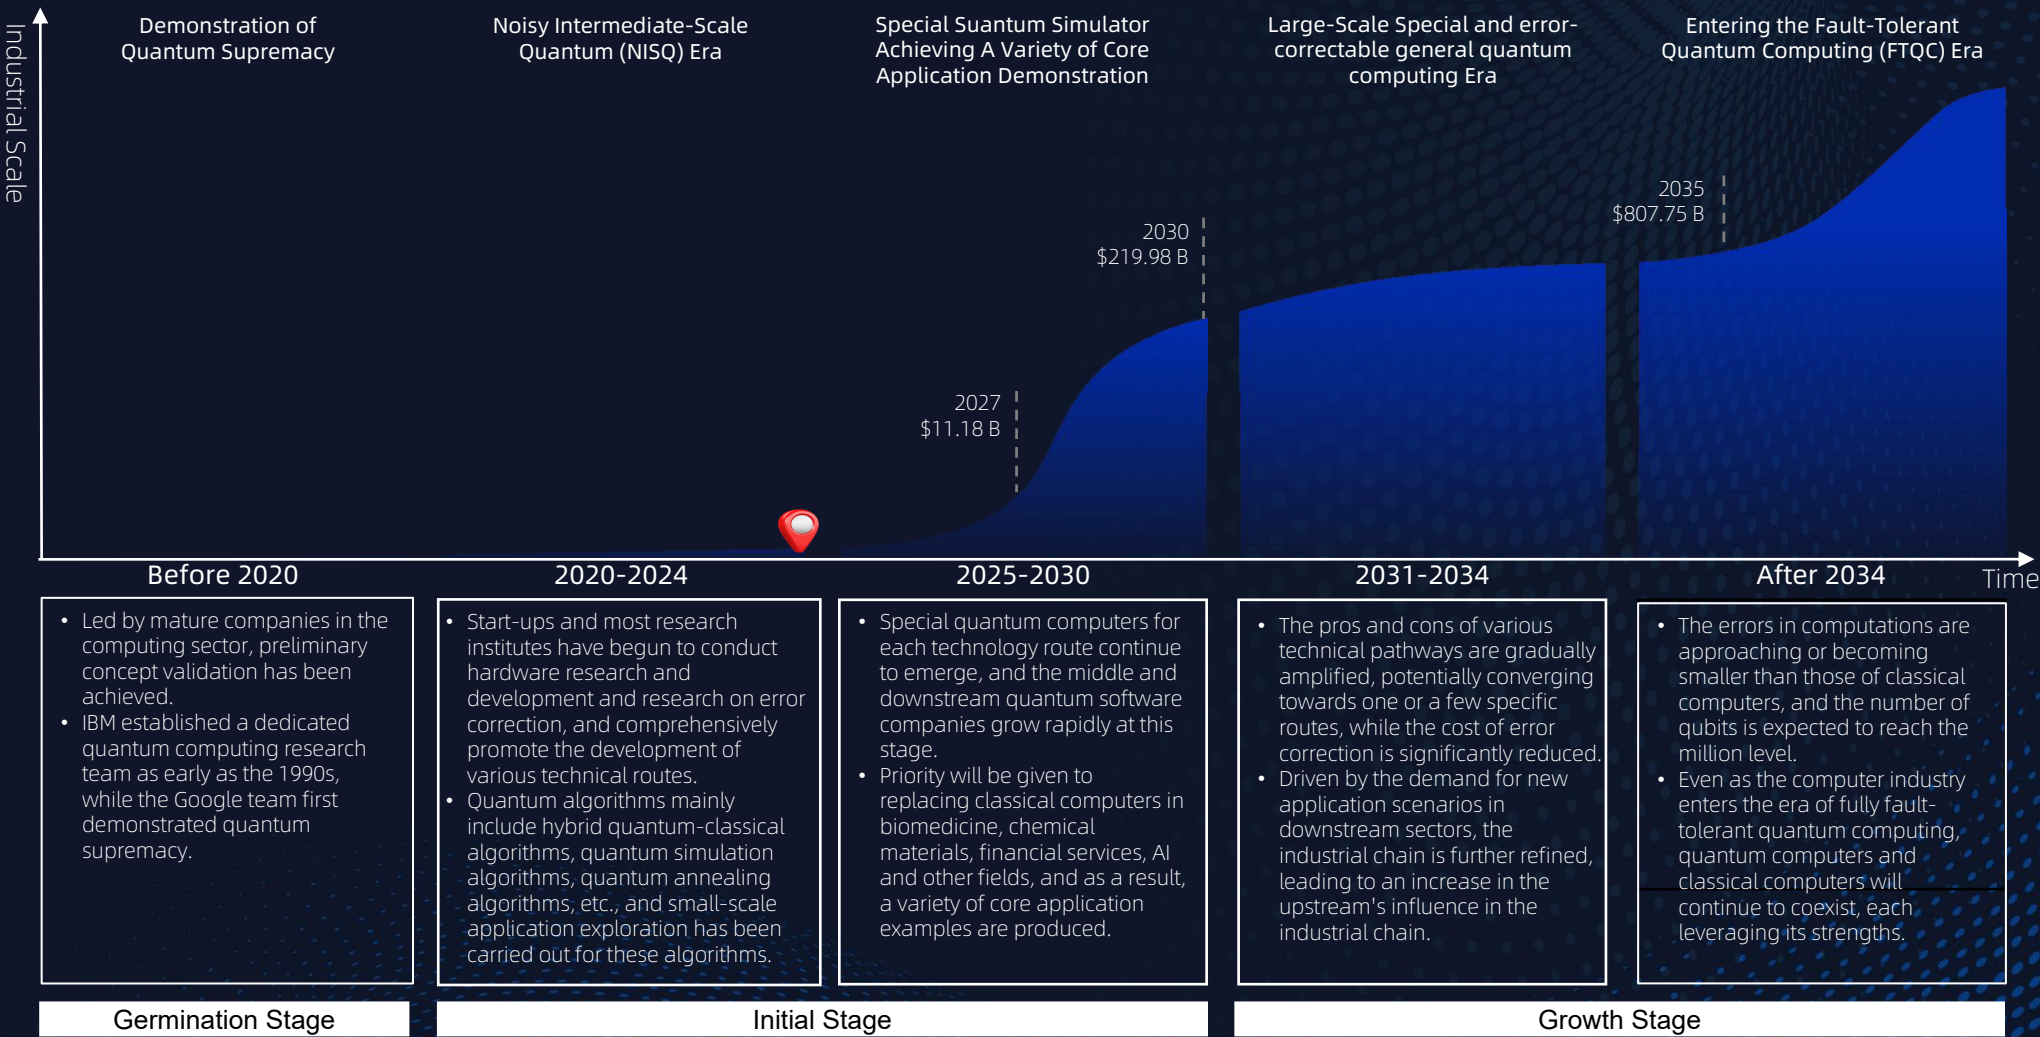 Industrial Scale
Demonstration of
Quantum Supremacy
Noisy Intermediate-Scale
Quantum (NISQ) Era
Special Suantum Simulator
Achieving A Variety of Core
Application Demonstration
Large-Scale Special and error-
correctable general quantum
computing Era
Entering the Fault-Tolerant
Quantum Computing (FTQC) Era
2027
$11.18 B
2030
$219.98 B
2035
$807.75 B
Before 2020
2020-2024
2025-2030
2031-2034
After 2034
Time
• Led by mature companies in the
computing sector, preliminary
concept validation has been
achieved.
• IBM established a dedicated
quantum computing research
team as early as the 1990s,
while the Google team first
demonstrated quantum
supremacy.
• Start-ups and most research
institutes have begun to conduct
hardware research and
development and research on error
correction, and comprehensively
promote the development of
various technical routes.
• Quantum algorithms mainly
include hybrid quantum-classical
algorithms, quantum simulation
algorithms, quantum annealing
algorithms, etc., and small-scale
application exploration has been
carried out for these algorithms.
• Special quantum computers for
each technology route continue
to emerge, and the middle and
downstream quantum software
companies grow rapidly at this
stage.
• Priority will be given to
replacing classical computers in
biomedicine, chemical
materials, financial services, AI
and other fields, and as a result,
a variety of core application
examples are produced.
• The pros and cons of various
technical pathways are gradually
amplified, potentially converging
towards one or a few specific
routes, while the cost of error
correction is significantly reduced.
• Driven by the demand for new
application scenarios in
downstream sectors, the
industrial chain is further refined,
leading to an increase in the
upstream's influence in the
industrial chain.
• The errors in computations are
approaching or becoming
smaller than those of classical
computers, and the number of
qubits is expected to reach the
million level.
• Even as the computer industry
enters the era of fully fault-
tolerant quantum computing,
quantum computers and
classical computers will
continue to coexist, each
leveraging its strengths.
Germination Stage
Initial Stage
Growth Stage